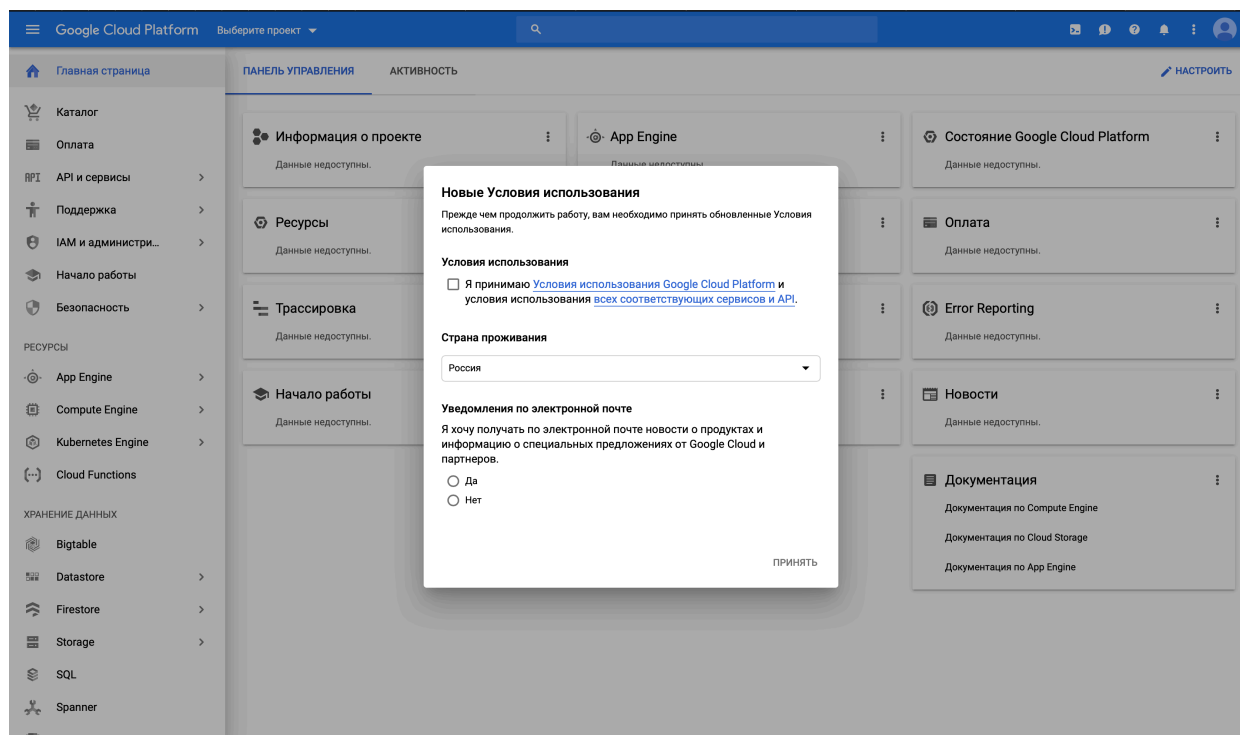 Google Cloud Platform
Выберите проект
Главная страница
ПАНЕЛЬ УПРАВЛЕНИЯ
АКТИВНОСТЬ
НАСТРОИТЬ
Каталог
Оплата
API
API и сервисы
Поддержка
IAM и администри...
Начало работы
Безопасность
РЕСУРСЫ
App Engine
Compute Engine
Kubernetes Engine
Cloud Functions
ХРАНЕНИЕ ДАННЫХ
Bigtable
Datastore
Firestore
Storage
SQL
Spanner
Информация о проекте
Данные недоступны.
App Engine
Данные недоступны.
Состояние Google Cloud Platform
Данные недоступны.
Ресурсы
Данные недоступны.
Оплата
Данные недоступны.
Трассировка
Данные недоступны.
Error Reporting
Данные недоступны.
Начало работы
Данные недоступны.
Новости
Данные недоступны.
Документация
Документация по Compute Engine
Документация по Cloud Storage
Документация по App Engine
Новые Условия использования
Прежде чем продолжить работу, вам необходимо принять обновленные Условия
использования.
Условия использования
Я принимаю Условия использования Google Cloud Platform и
условия использования всех соответствующих сервисов и API.
Страна проживания
Россия
Уведомления по электронной почте
Я хочу получать по электронной почте новости о продуктах и
информацию о специальных предложениях от Google Cloud и
партнеров.
Да
Нет
ПРИНЯТЬ